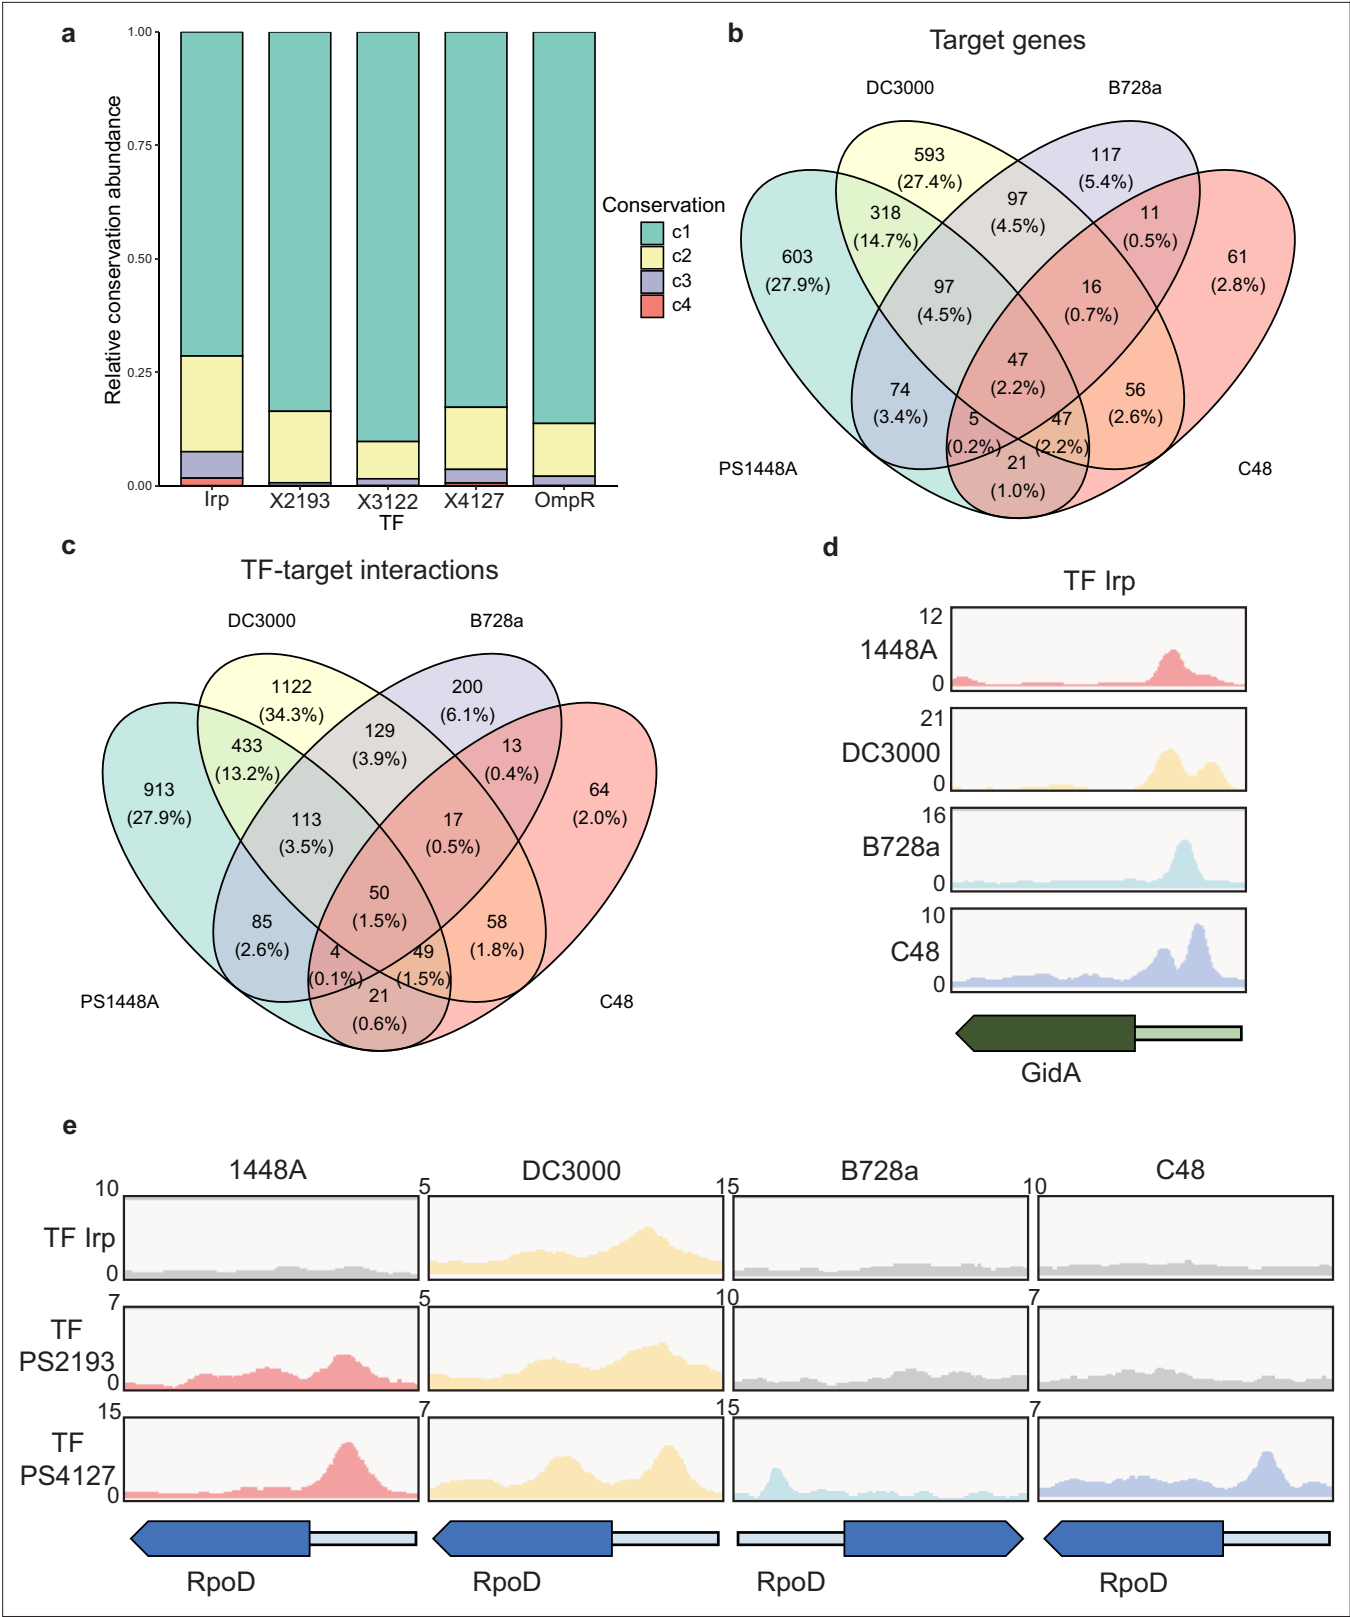 a
1.00
0.75
0.50
0.25
0.00
Relative conservation abundance
Irp
X2193
X3122
X4127
OmpR
TF
Conservation
c1
c2
c3
c4
b
Target genes
DC3000
B728a
PS1448A
C48
593
(27.4%)
117
(5.4%)
97
(4.5%)
318
(14.7%)
11
(0.5%)
603
(27.9%)
61
(2.8%)
97
(4.5%)
16
(0.7%)
47
(2.2%)
74
(3.4%)
56
(2.6%)
5
(0.2%)
47
(2.2%)
21
(1.0%)
c
TF-target interactions
DC3000
B728a
PS1448A
C48
1122
(34.3%)
200
(6.1%)
129
(3.9%)
433
(13.2%)
13
(0.4%)
913
(27.9%)
64
(2.0%)
113
(3.5%)
17
(0.5%)
50
(1.5%)
85
(2.6%)
58
(1.8%)
4
(0.1%)
49
(1.5%)
21
(0.6%)
d
TF Irp
12
1448A
0
21
DC3000
0
16
B728a
0
10
C48
0
GidA
e
1448A
DC3000
B728a
C48
10
5
15
10
TF Irp
0
7
5
10
7
TF
PS2193
0
15
7
15
7
TF
PS4127
0
RpoD
RpoD
RpoD
RpoD